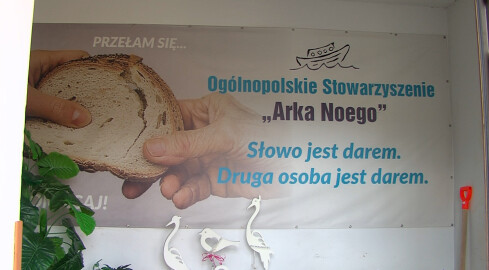 PRZEŁAM SIĘ...
Ogólnopolskie Stowarzyszenie
„Arka Noego”
Słowo jest darem.
Druga osoba jest darem.